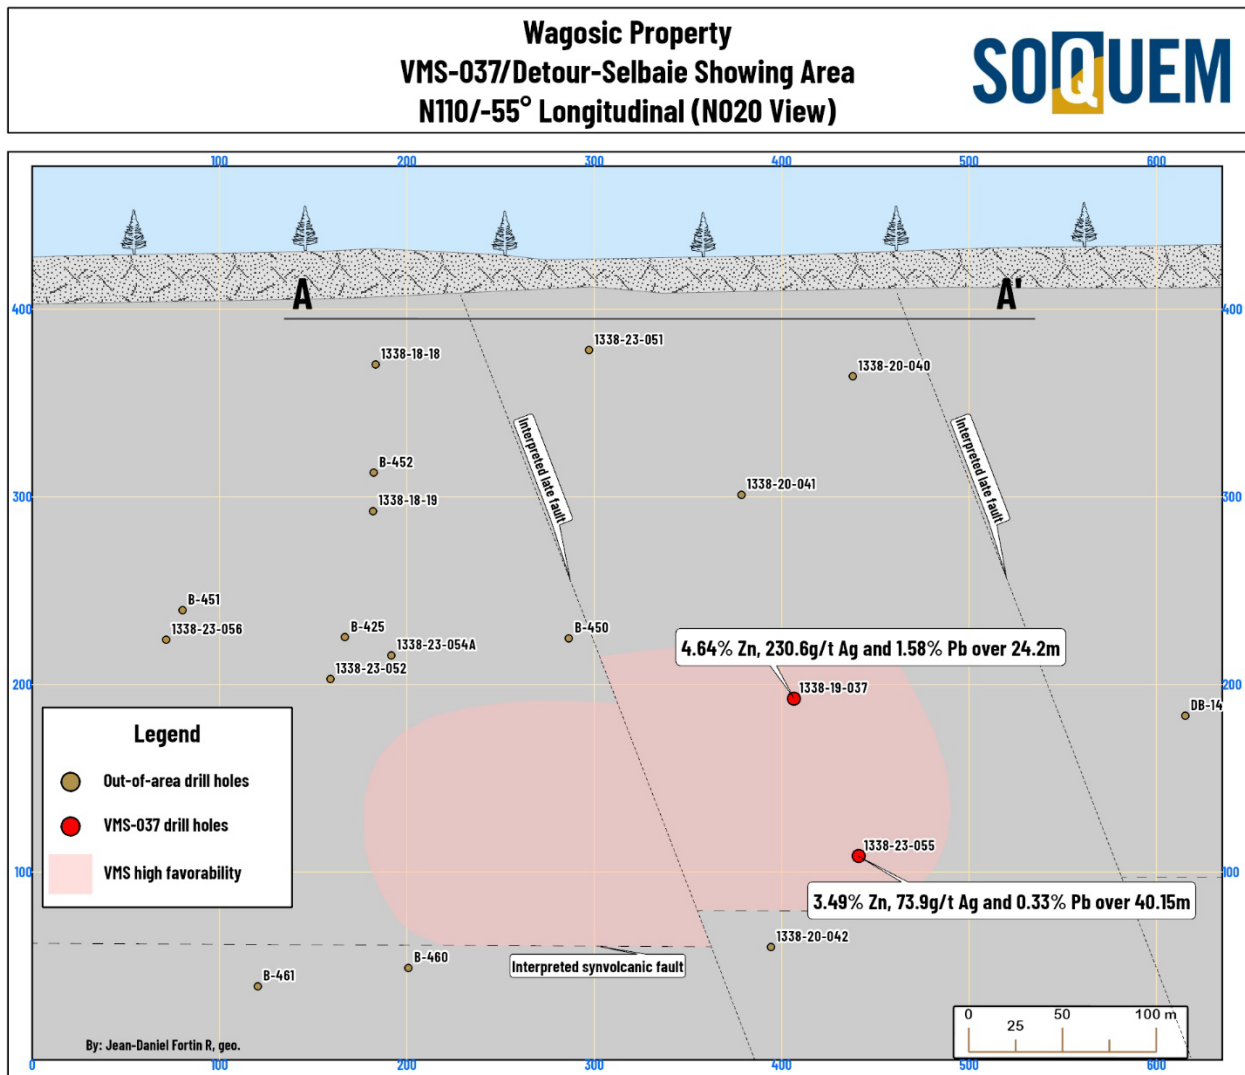 Wagosic Property
VMS-037/Detour-Selbaie Showing Area
N110/-55° Longitudinal (N020 View)
SOQUEM
100 200 300 400 500 600
A A'
400 400
1338-18-18
1338-23-051
1338-20-040
Interpreted late fault
Interpreted late fault
B-452
1338-20-041
300 300
1338-18-19
B-451
1338-23-056
B-425
1338-23-054A
B-450
1338-23-052
4.64% Zn, 230.6g/t Ag and 1.58% Pb over 24.2m
200 200
1338-19-037
DB-14
Legend
Out-of-area drill holes
VMS-037 drill holes
VMS high favorability
1338-23-055
100 100
3.49% Zn, 73.9g/t Ag and 0.33% Pb over 40.15m
1338-20-042
B-460
Interpreted synvolcanic fault
B-461
0 50 100 m
25
By: Jean-Daniel Fortin R, geo.
0 100 200 300 400 500 600